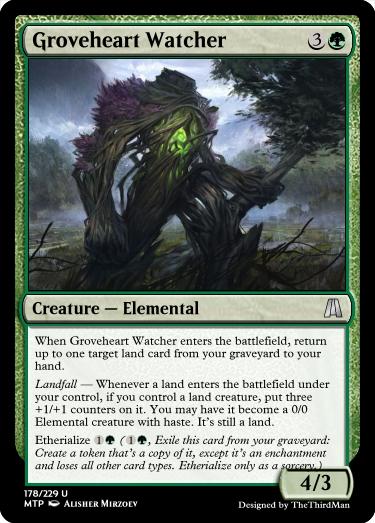 Groveheart Watcher 3
Creature — Elemental
When Groveheart Watcher enters the battlefield, return
up to one target land card from your graveyard to your
hand.
Landfall — Whenever a land enters the battlefield under
your control, if you control a land creature, put three
+1/+1 counters on it. You may have it become a 0/0
Elemental creature with haste. It's still a land.
Etherialize 1 ( 1 , Exile this card from your graveyard:
Create a token that's a copy of it, except it's an enchantment
and loses all other card types. Etherialize only as a sorcery.)
4/3
178/229 U
MTP Alisher Mirzoev
Designed by TheThirdMan